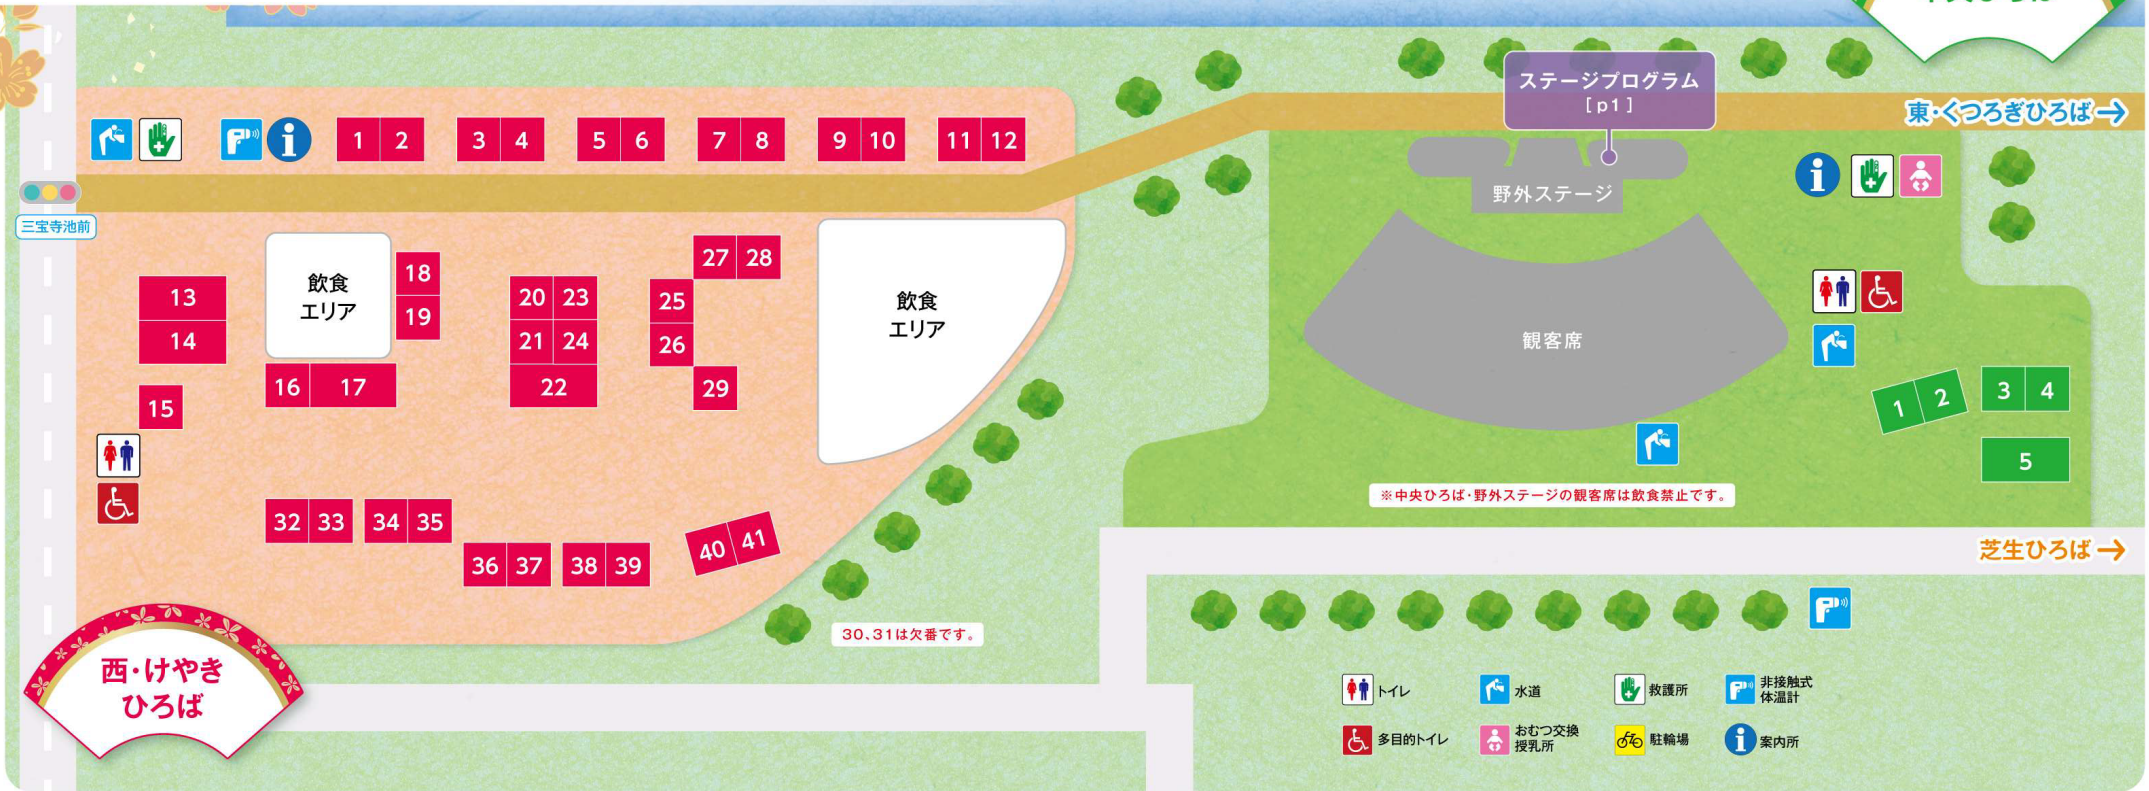 ステージプログラム
[p1]
東・くつろぎひろば→
1 2 3 4 5 6 7 8 9 10 11 12
野外ステージ
三宝寺池前
飲食
エリア
飲食
エリア
観客席
13
14
15
16 17
18
19
20 23
21 24
22
25
26
27 28
29
32 33 34 35
36 37 38 39
40 41
1 2 3 4
5
※中央ひろば・野外ステージの観客席は飲食禁止です。
芝生ひろば→
30、31は欠番です。
西・けやき
ひろば
トイレ
水道
救護所
非接触式
体温計
多目的トイレ
おむつ交換
授乳所
駐輪場
案内所